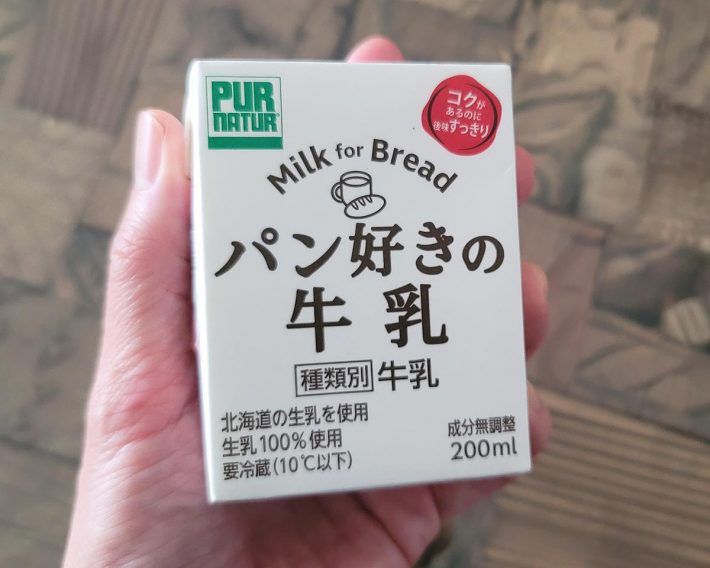 PUR
NATUR
コクが
あるのに
後味すっきり
Milk for Bread
パン好きの
牛乳
種類別 牛乳
北海道の生乳を使用
生乳100%使用
要冷蔵(10℃以下)
成分無調整
200ml